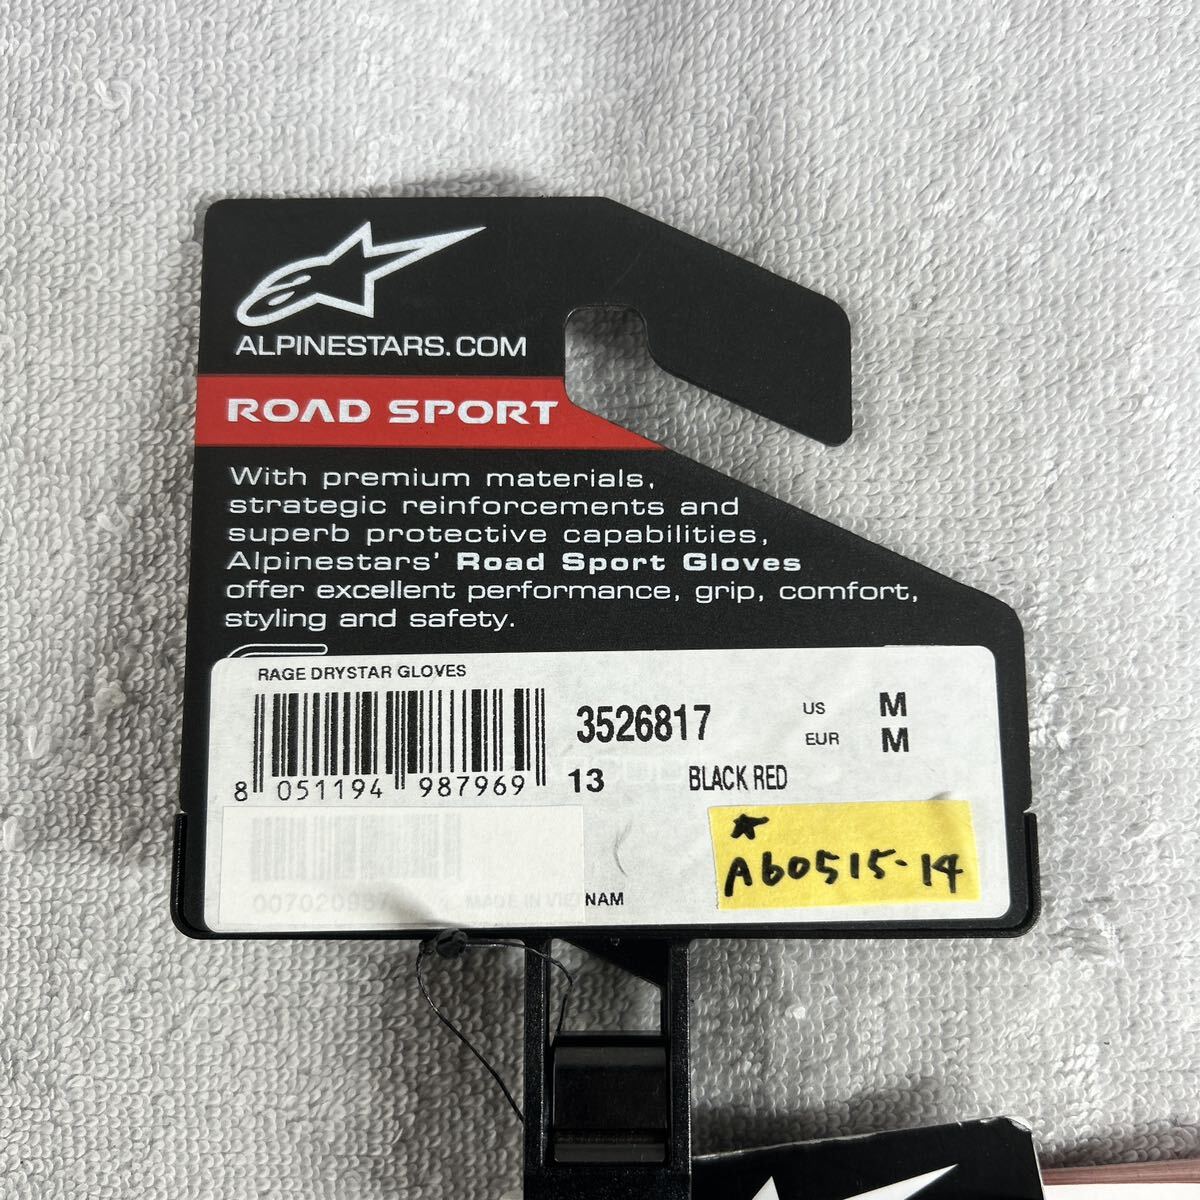 ALPINESTARS.COM
ROAD SPORT
With premium materials,
strategic reinforcements and
superb protective capabilities,
Alpinestars' Road Sport Gloves
offer excellent performance, grip, comfort,
styling and safety.
RAGE DRYSTAR GLOVES
8 051194 987969
3526817
13 BLACK RED
US M
EUR M
☆
A60515-14
MADE IN VIETNAM